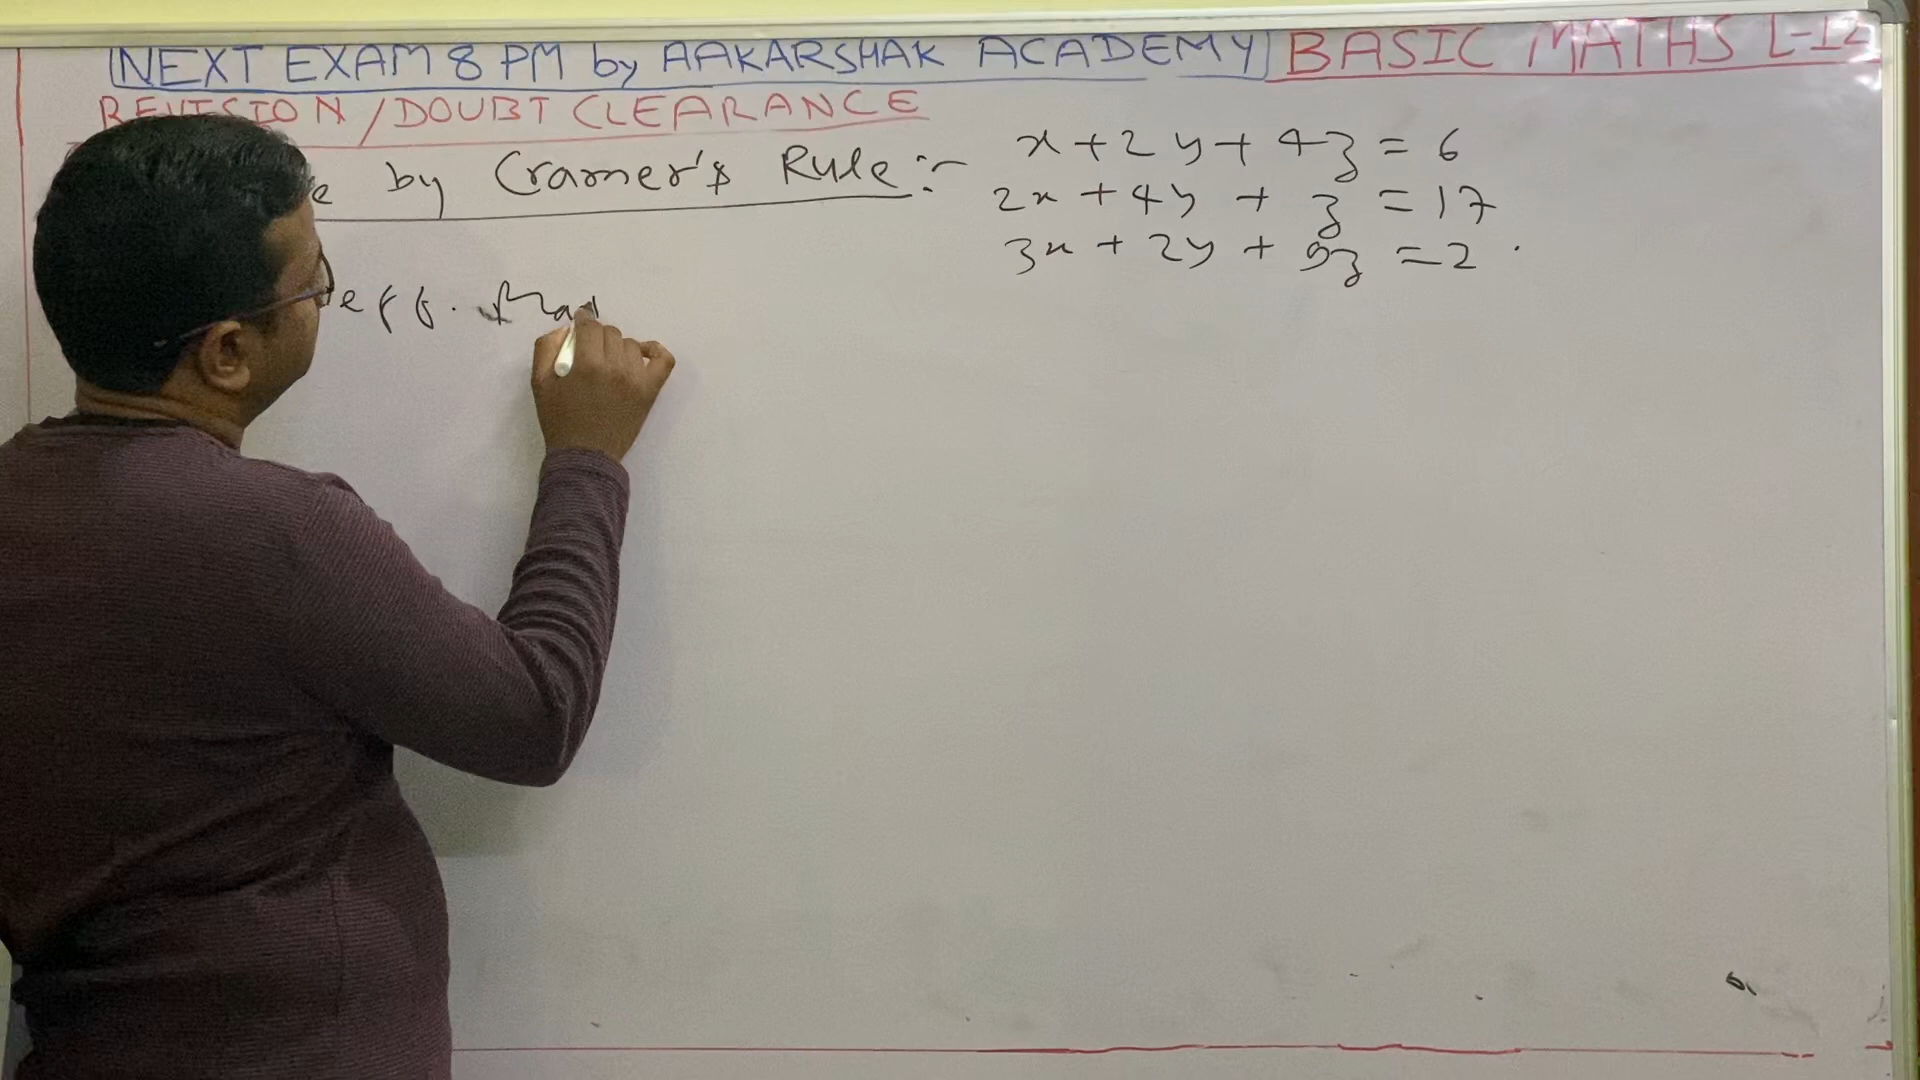 NEXT EXAM 8 PM by AAKARSHAK ACADEMY BASIC MATHS L-12
REVISION / DOUBT CLEARANCE
e by Cramer's Rule :-
x + 2y + 4z = 6
2x + 4y + z = 17
3x + 2y + 9z = 2
eff. Mat